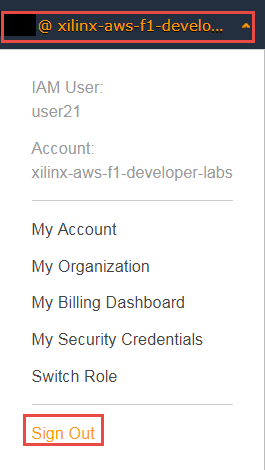 @ xilinx-aws-f1-develo...
IAM User:
user21
Account:
xilinx-aws-f1-developer-labs
My Account
My Organization
My Billing Dashboard
My Security Credentials
Switch Role
Sign Out